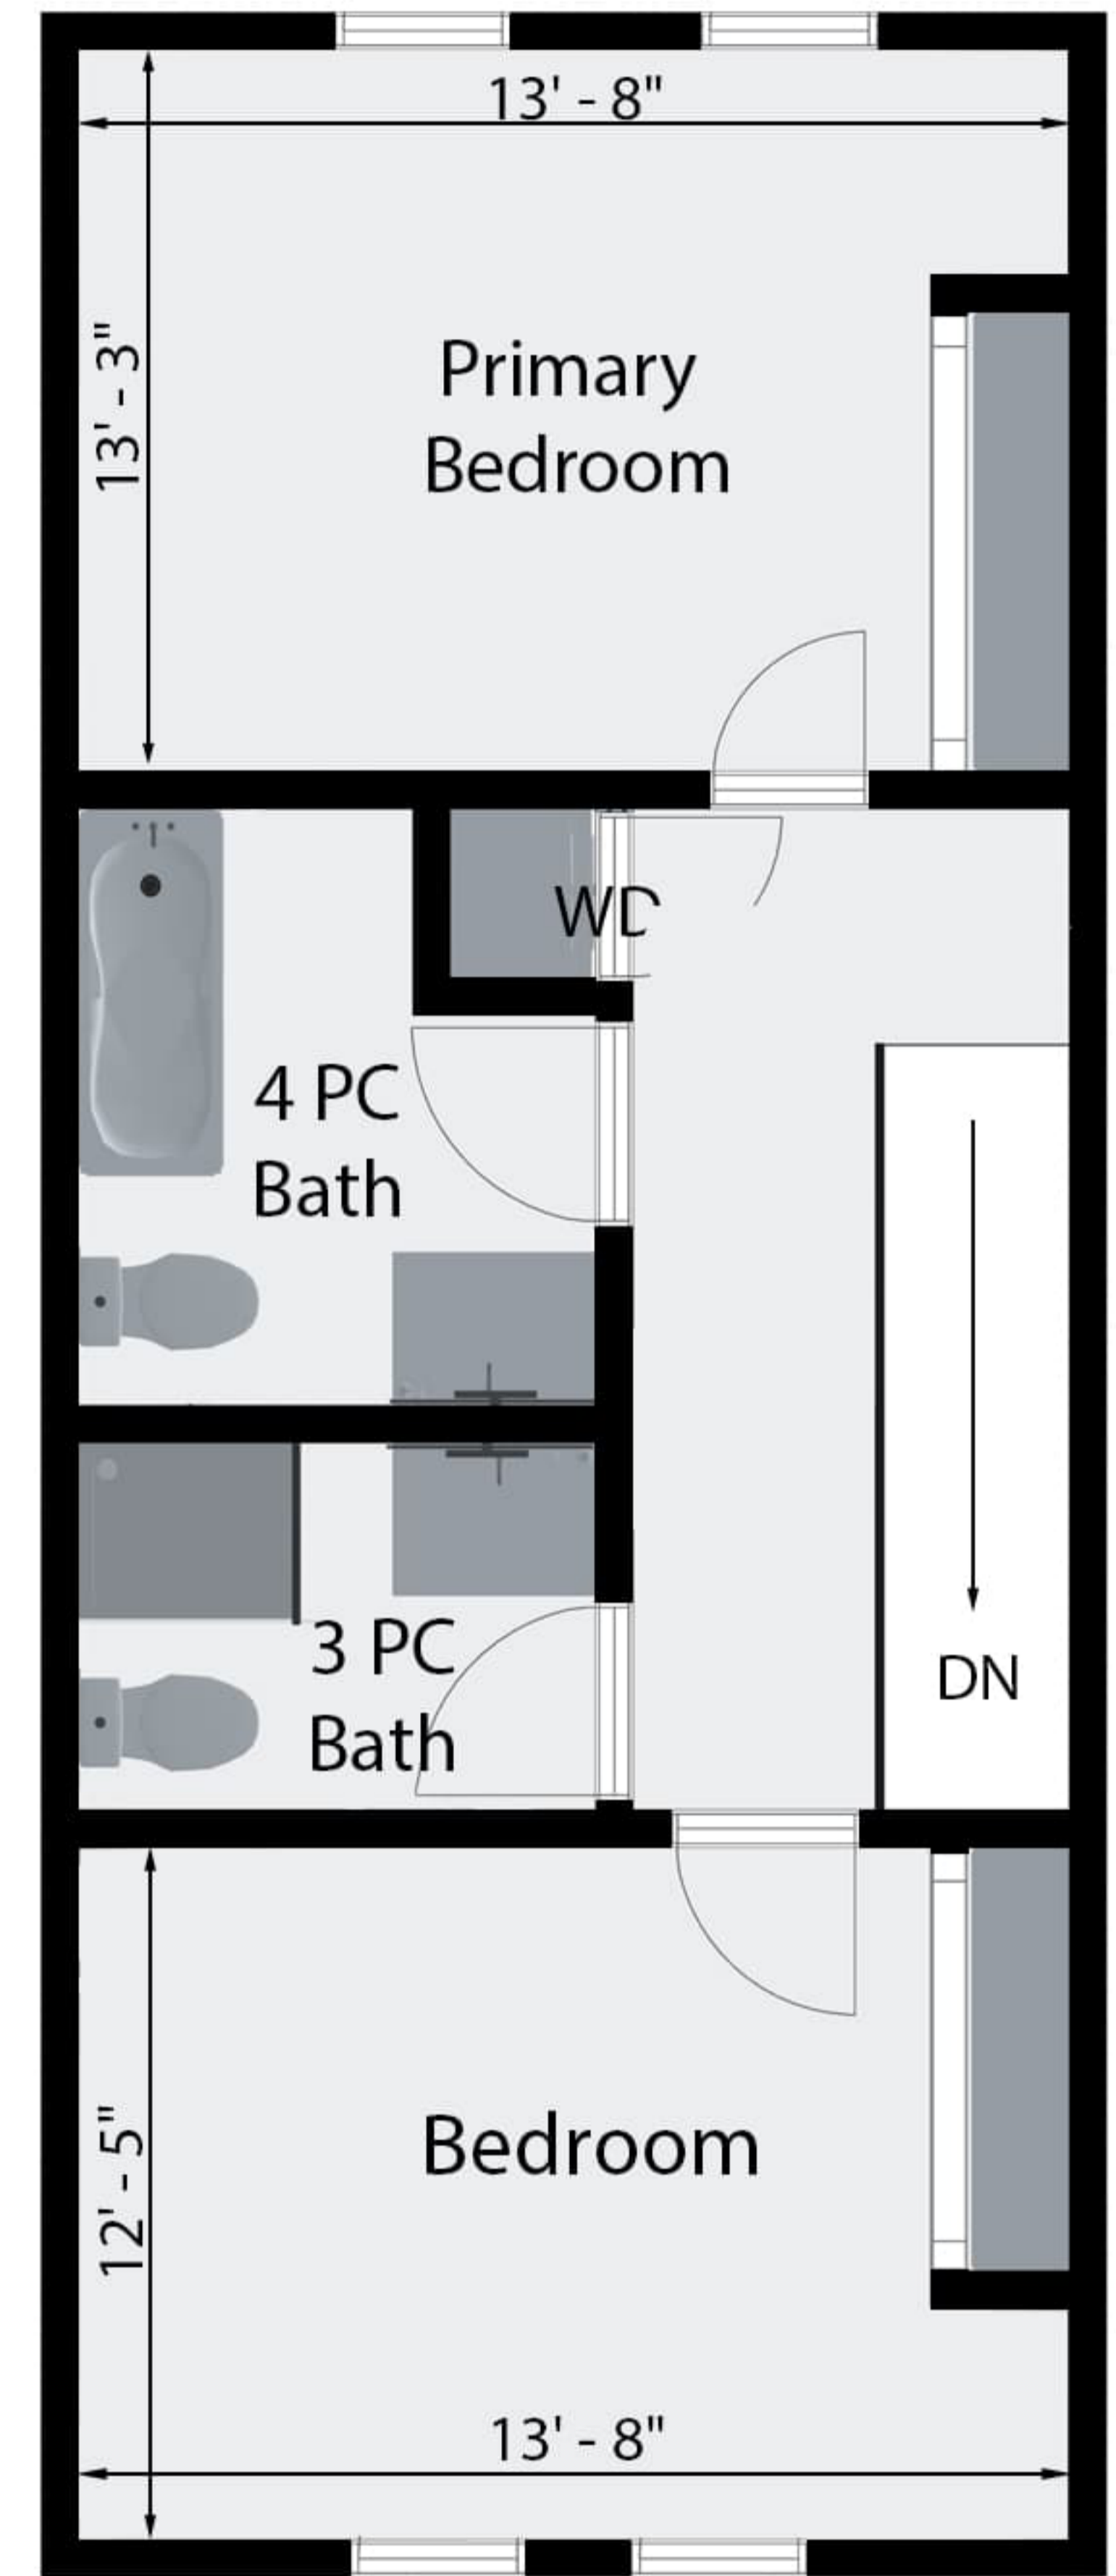 13' - 8"
13' - 3"
Primary
Bedroom
WD
4 PC
Bath
3 PC
Bath
DN
Bedroom
12' - 5"
13' - 8"